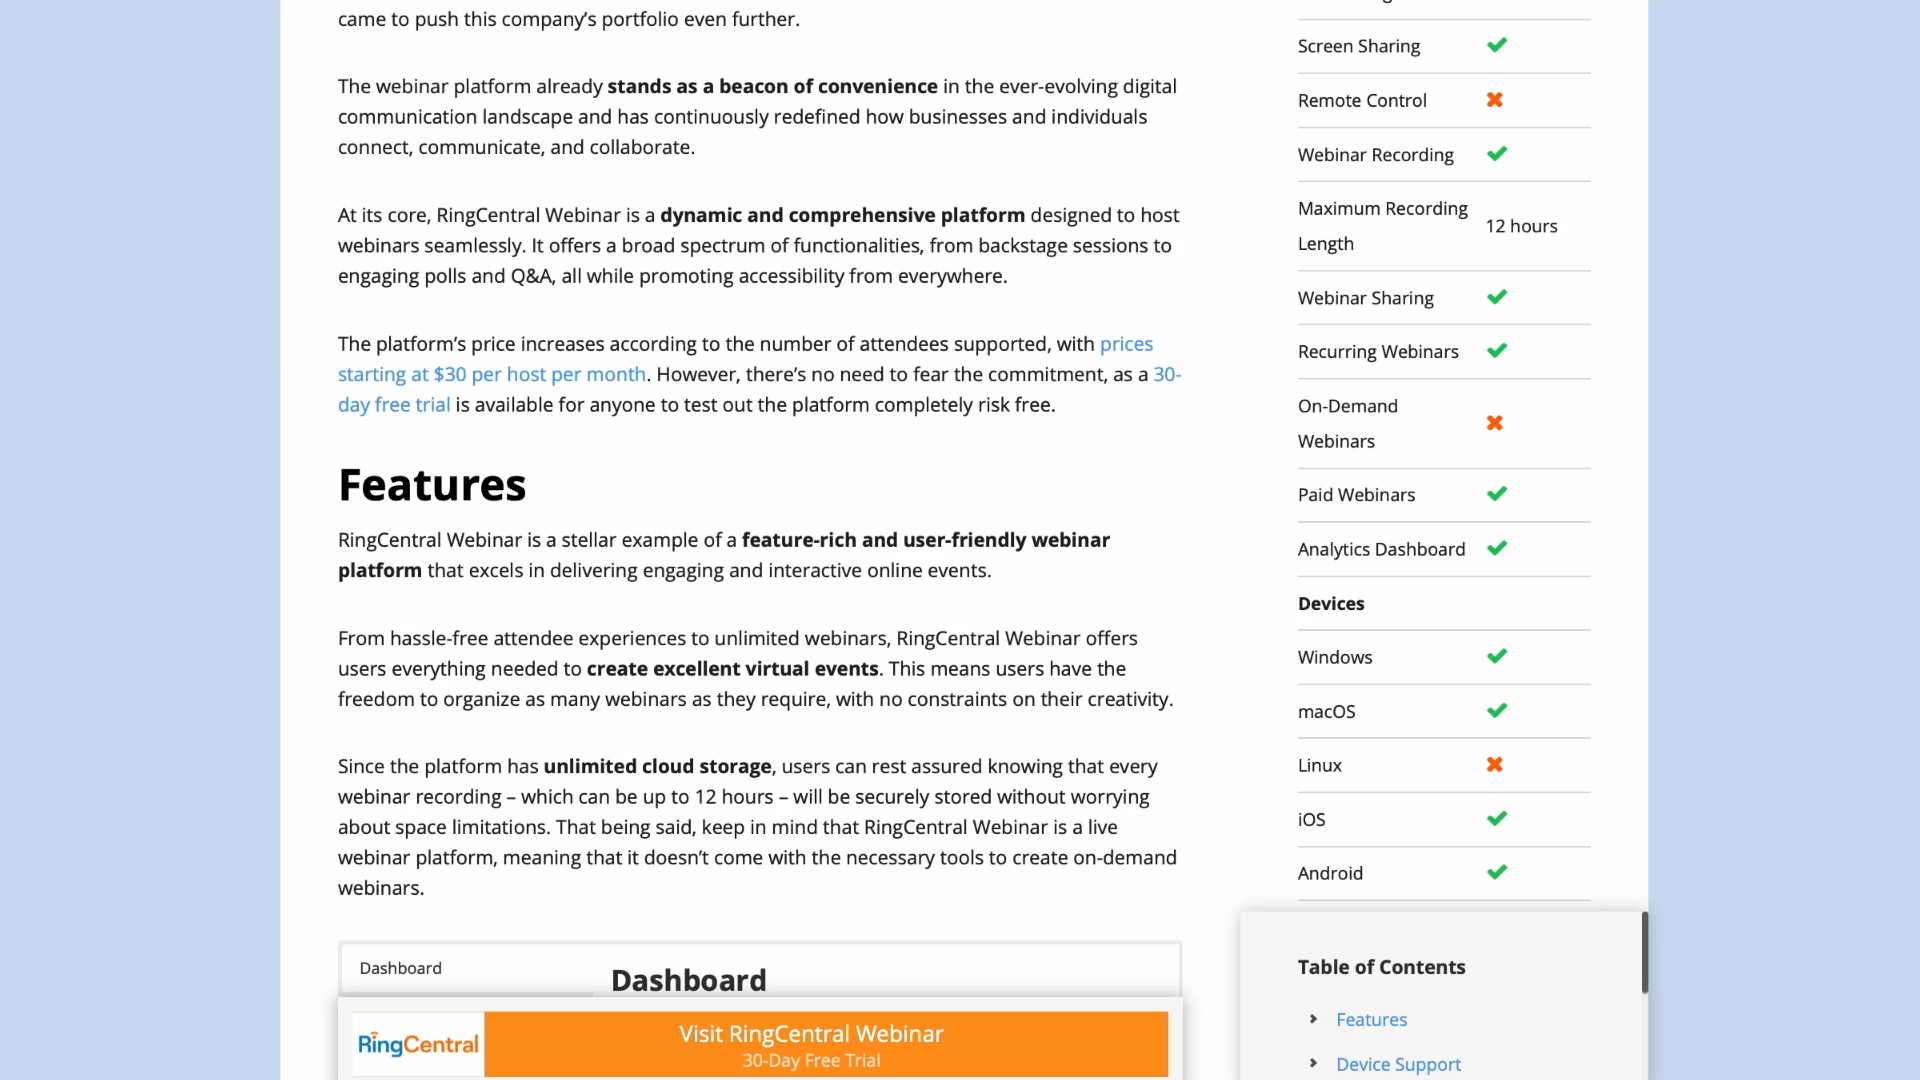 came to push this company's portfolio even further.
The webinar platform already stands as a beacon of convenience in the ever-evolving digital
communication landscape and has continuously redefined how businesses and individuals
connect, communicate, and collaborate.
At its core, RingCentral Webinar is a dynamic and comprehensive platform designed to host
webinars seamlessly. It offers a broad spectrum of functionalities, from backstage sessions to
engaging polls and Q&A, all while promoting accessibility from everywhere.
The platform's price increases according to the number of attendees supported, with prices
starting at $30 per host per month. However, there's no need to fear the commitment, as a 30-
day free trial is available for anyone to test out the platform completely risk free.
Features
RingCentral Webinar is a stellar example of a feature-rich and user-friendly webinar
platform that excels in delivering engaging and interactive online events.
From hassle-free attendee experiences to unlimited webinars, RingCentral Webinar offers
users everything needed to create excellent virtual events. This means users have the
freedom to organize as many webinars as they require, with no constraints on their creativity.
Since the platform has unlimited cloud storage, users can rest assured knowing that every
webinar recording – which can be up to 12 hours – will be securely stored without worrying
about space limitations. That being said, keep in mind that RingCentral Webinar is a live
webinar platform, meaning that it doesn't come with the necessary tools to create on-demand
webinars.
Dashboard
Dashboard
RingCentral
Visit RingCentral Webinar
30-Day Free Trial
Screen Sharing
Remote Control
Webinar Recording
Maximum Recording
Length
12 hours
Webinar Sharing
Recurring Webinars
On-Demand
Webinars
Paid Webinars
Analytics Dashboard
Devices
Windows
macOS
Linux
iOS
Android
Table of Contents
Features
Device Support